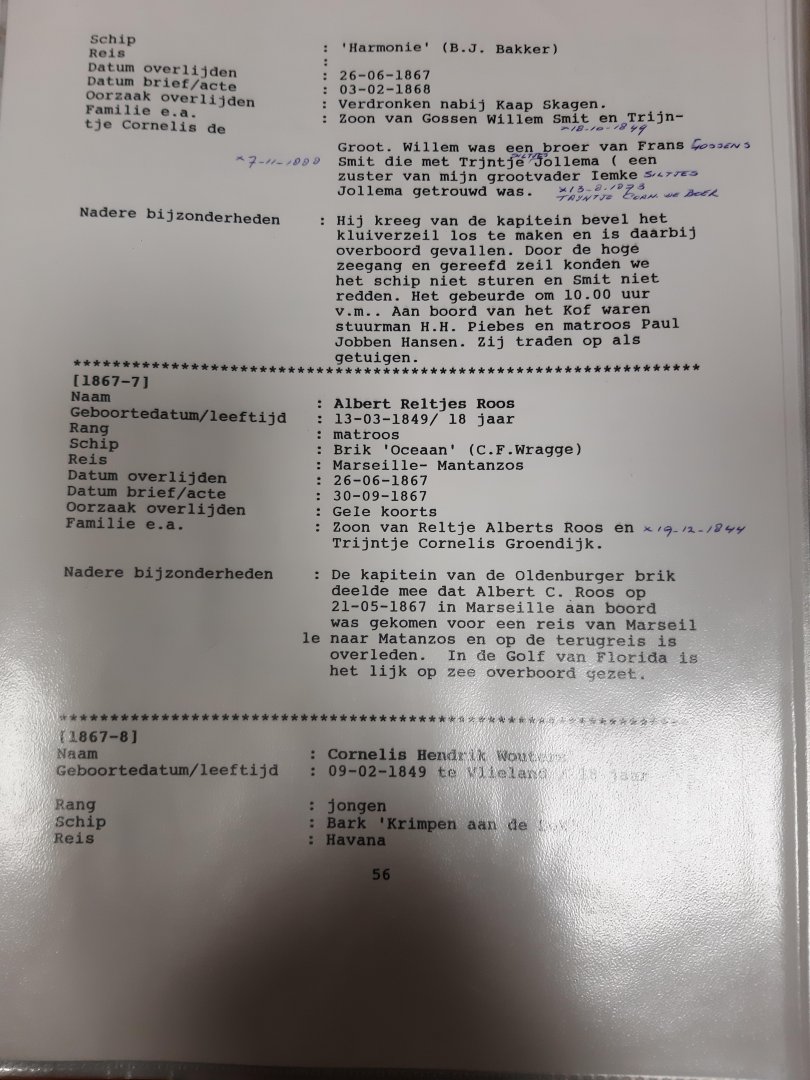 Schip : 'Harmonie' (B.J. Bakker)
Reis :
Datum overlijden : 26-06-1867
Datum brief/acte : 03-02-1868
Oorzaak overlijden : Verdronken nabij Kaap Skagen.
Familie e.a. : Zoon van Gossen Willem Smit en Trijn-
tje Cornelis de
x18-10-1849
Groot. Willem was een broer van Frans GOSSENS
x7-11-1888 Smit die met Trjntje SILTJES Jollema ( een
zuster van mijn grootvader Iemke SILTJES
Jollema getrouwd was. x13-8-1873
TRIJNTJE CORN. DE BOER
Nadere bijzonderheden : Hij kreeg van de kapitein bevel het
kluiverzeil los te maken en is daarbij
overboord gevallen. Door de hoge
zeegang en gereefd zeil konden we
het schip niet sturen en Smit niet
redden. Het gebeurde om 10.00 uur
v.m.. Aan boord van het Kof waren
stuurman H.H. Piebes en matroos Paul
Jobben Hansen. Zij traden op als
getuigen.
****************************************************************
[1867-7]
Naam : Albert Reltjes Roos
Geboortedatum/leeftijd : 13-03-1849/ 18 jaar
Rang : matroos
Schip : Brik 'Oceaan' (C.F.Wragge)
Reis : Marseille- Mantanzos
Datum overlijden : 26-06-1867
Datum brief/acte : 30-09-1867
Oorzaak overlijden : GeIe koorts
Familie e.a. : Zoon van Reltje Alberts Roos en x19-12-1844
Trijntje Cornelis Groendijk.
Nadere bijzonderheden : De kapitein van de Oldenburger brik
deelde mee dat Albert C. Roos op
21-05-1867 in Marseille aan boord
was gekomen voor een reis van Marseil
le naar Matanzos en op de terugreis is
overleden. In de Golf van Florida is
het lijk op zee overboord gezet.
****************************************************************
[1867-8]
Naam : Cornelis Hendrik Wouters
Geboortedatum/leeftijd : 09-02-1849 te Vlieland / 18 jaar
Rang : jongen
Schip : Bark 'Krimpen aan de
Reis : Havana
56